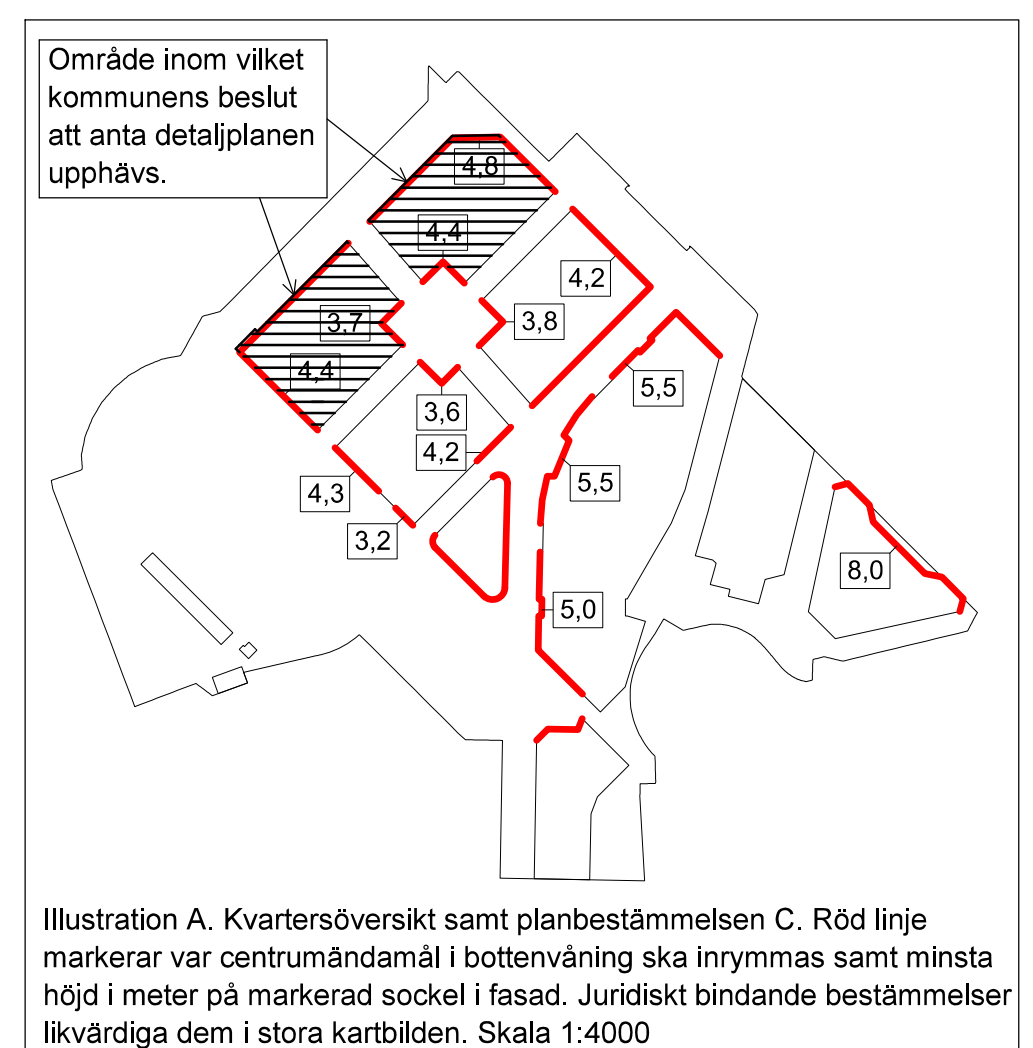 Område inom vilket
kommunens beslut
att anta detaljplanen
upphävs.
4,8
4,4
4,2
3,7
3,8
4,4
3,6
5,5
4,2
5,5
4,3
3,2
8,0
5,0
Illustration A. Kvartersöversikt samt planbestämmelsen C. Röd linje
markerar var centrumändamål i bottenvåning ska inrymmas samt minsta
höjd i meter på markerad sockel i fasad. Juridiskt bindande bestämmelser
likvärdiga dem i stora kartbilden. Skala 1:4000